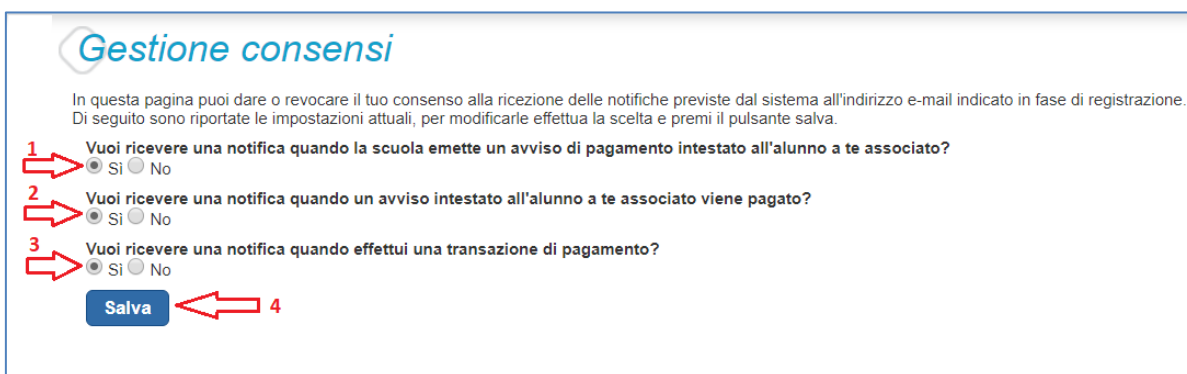 Gestione consensi
In questa pagina puoi dare o revocare il tuo consenso alla ricezione delle notifiche previste dal sistema all'indirizzo e-mail indicato in fase di registrazione.
Di seguito sono riportate le impostazioni attuali, per modificarle effettua la scelta e premi il pulsante salva.
1 Vuoi ricevere una notifica quando la scuola emette un avviso di pagamento intestato all'alunno a te associato?
Sì No
2 Vuoi ricevere una notifica quando un avviso intestato all'alunno a te associato viene pagato?
Sì No
3 Vuoi ricevere una notifica quando effettui una transazione di pagamento?
Sì No
Salva 4